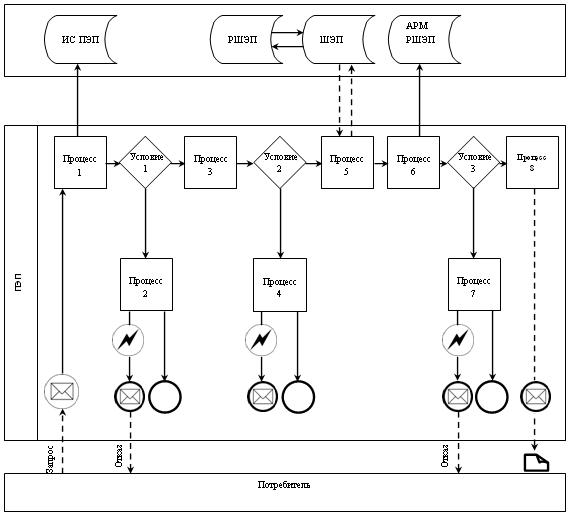 ИС ПЭП
РШЭП
ШЭП
АРМ
РШЭП
ПЭП
Процесс
1
Условие
1
Процесс
3
Условие
2
Процесс
5
Процесс
6
Условие
3
Процесс
8
Процесс
2
Процесс
4
Процесс
7
Запрос
Отказ
Отказ
Потребитель